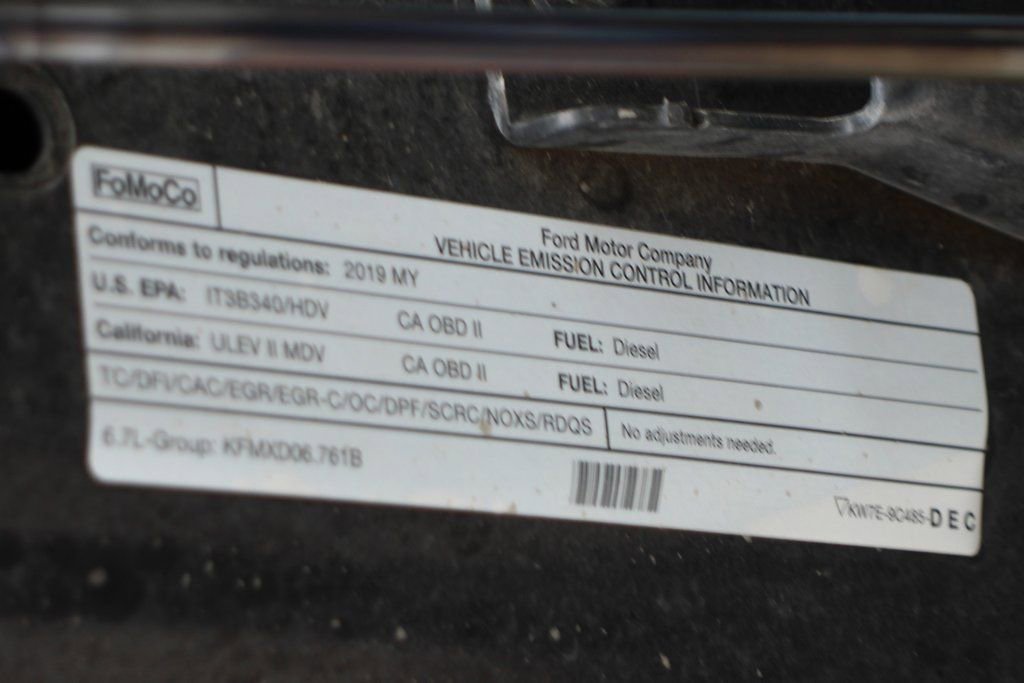 FoMoCo
Ford Motor Company
VEHICLE EMISSION CONTROL INFORMATION
Conforms to regulations: 2019 MY
U.S. EPA: IT3B340/HDV CA OBD II FUEL: Diesel
California: ULEV II MDV CA OBD II FUEL: Diesel
TC/DFI/CAC/EGR/EGR-C/OC/DPF/SCRC/NOXS/RDQS No adjustments needed.
6.7L-Group: KFMXD06.761B
▽KW7E-9C485-DEC